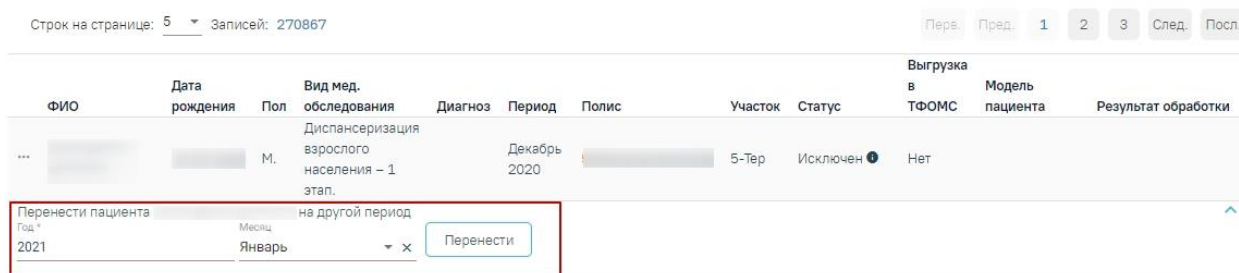 Строк на странице: 5 Записей: 270867 Перв. Пред. 1 2 3 След. Посл.
ФИО Дата рождения Пол Вид мед. обследования Диагноз Период Полис Участок Статус Выгрузка в ТФОМС Модель пациента Результат обработки
... М. Диспансеризация взрослого населения – 1 этап. Декабрь 2020 5-Тер Исключен Нет
Перенести пациента на другой период
Год * Месяц
2021 Январь × Перенести